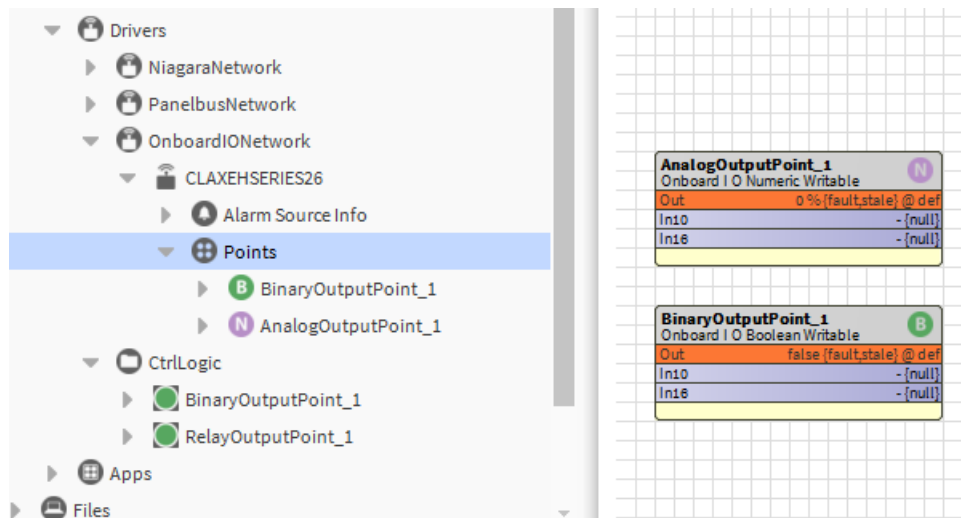 Drivers
NiagaraNetwork
PanelbusNetwork
OnboardIONetwork
CLAXEHSERIES26
Alarm Source Info
Points
B BinaryOutputPoint_1
N AnalogOutputPoint_1
CtrlLogic
BinaryOutputPoint_1
RelayOutputPoint_1
Apps
Files
AnalogOutputPoint_1 N
Onboard I O Numeric Writable
Out 0 % {fault,stale} @ def
In10 - {null}
In16 - {null}
BinaryOutputPoint_1 B
Onboard I O Boolean Writable
Out false {fault,stale} @ def
In10 - {null}
In16 - {null}